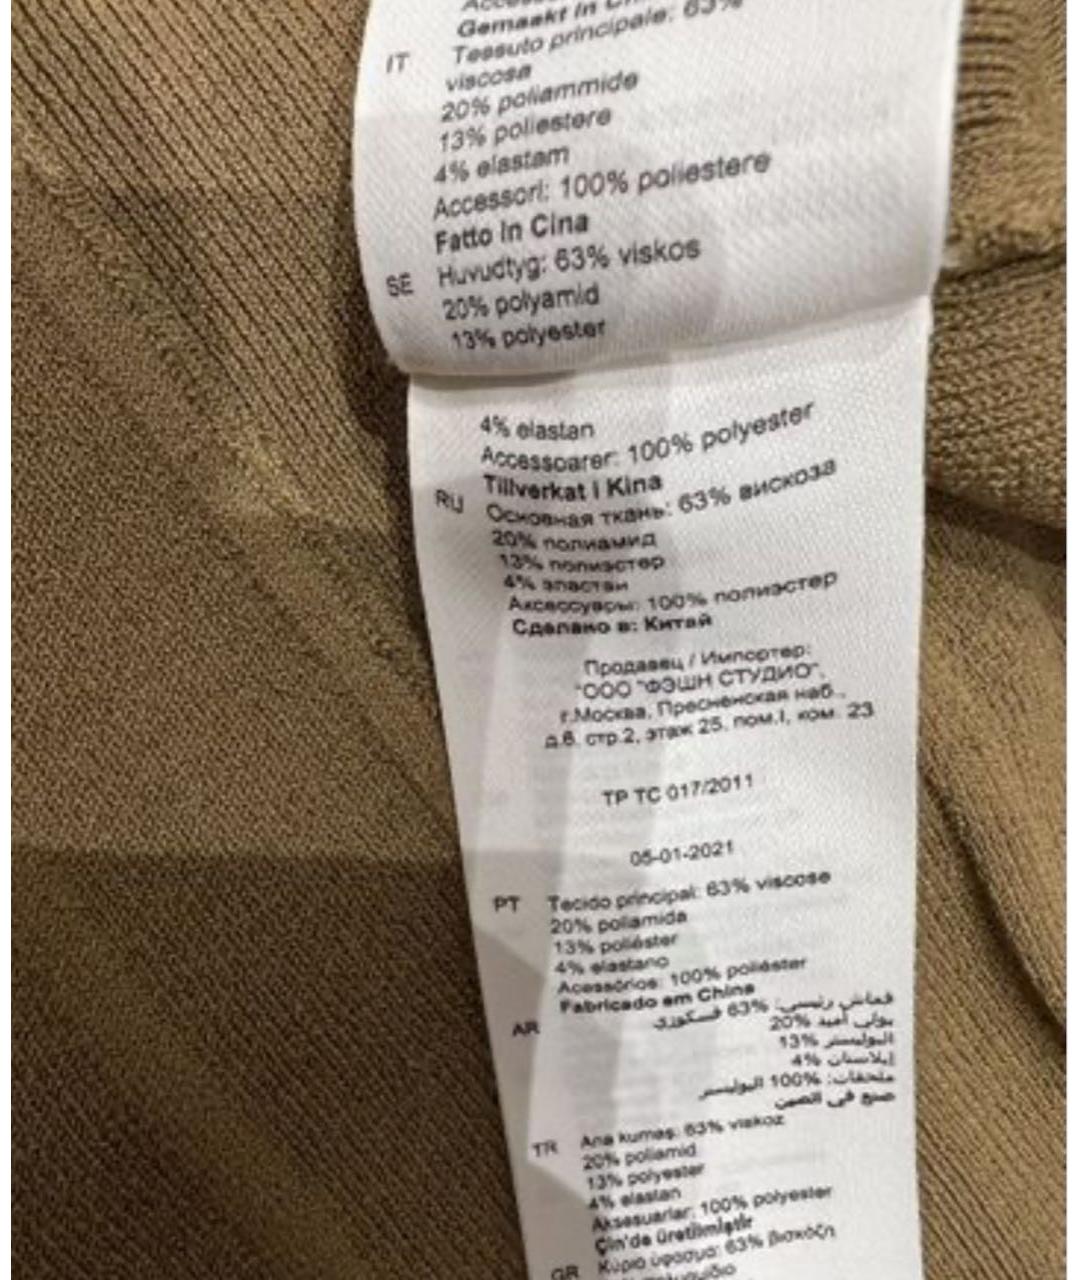 Gemaakt in
IT Tessuto principale: 63%
viscosa
20% poliammide
13% poliestere
4% elastam
Accessori: 100% poliestere
Fatto In Cina
SE Huvudtyg: 63% viskos
20% polyamid
13% polyester
4% elastan
Accessoarer: 100% polyester
Tillverkat i Kina
RU Основная ткань: 63% вискоза
20% полиамид
13% полиэстер
4% эластан
Аксессуары: 100% полиэстер
Сделано в: Китай
Продавец / Импортер:
"ООО "ФЭШН СТУДИО",
г.Москва, Пресненская наб.,
д.6, стр.2, этаж 25, пом.I, ком. 23
ТР ТС 017/2011
05-01-2021
PT Tecido principal: 63% viscose
20% poliamida
13% poliéster
4% elastano
Acessórios: 100% poliéster
Fabricado em China
AR قماش رئيسي: 63% فسكوزي
بولي أميد 20%
البوليستر 13%
إيلاستان 4%
ملحقات: 100% البوليستر
صنع في الصين
TR Ana kumaş: 63% viskoz
20% poliamid
13% polyester
4% elastan
Aksesuarlar: 100% polyester
Çin'de üretilmiştir
GR Κύριο ύφασμα: 63% βισκόζη